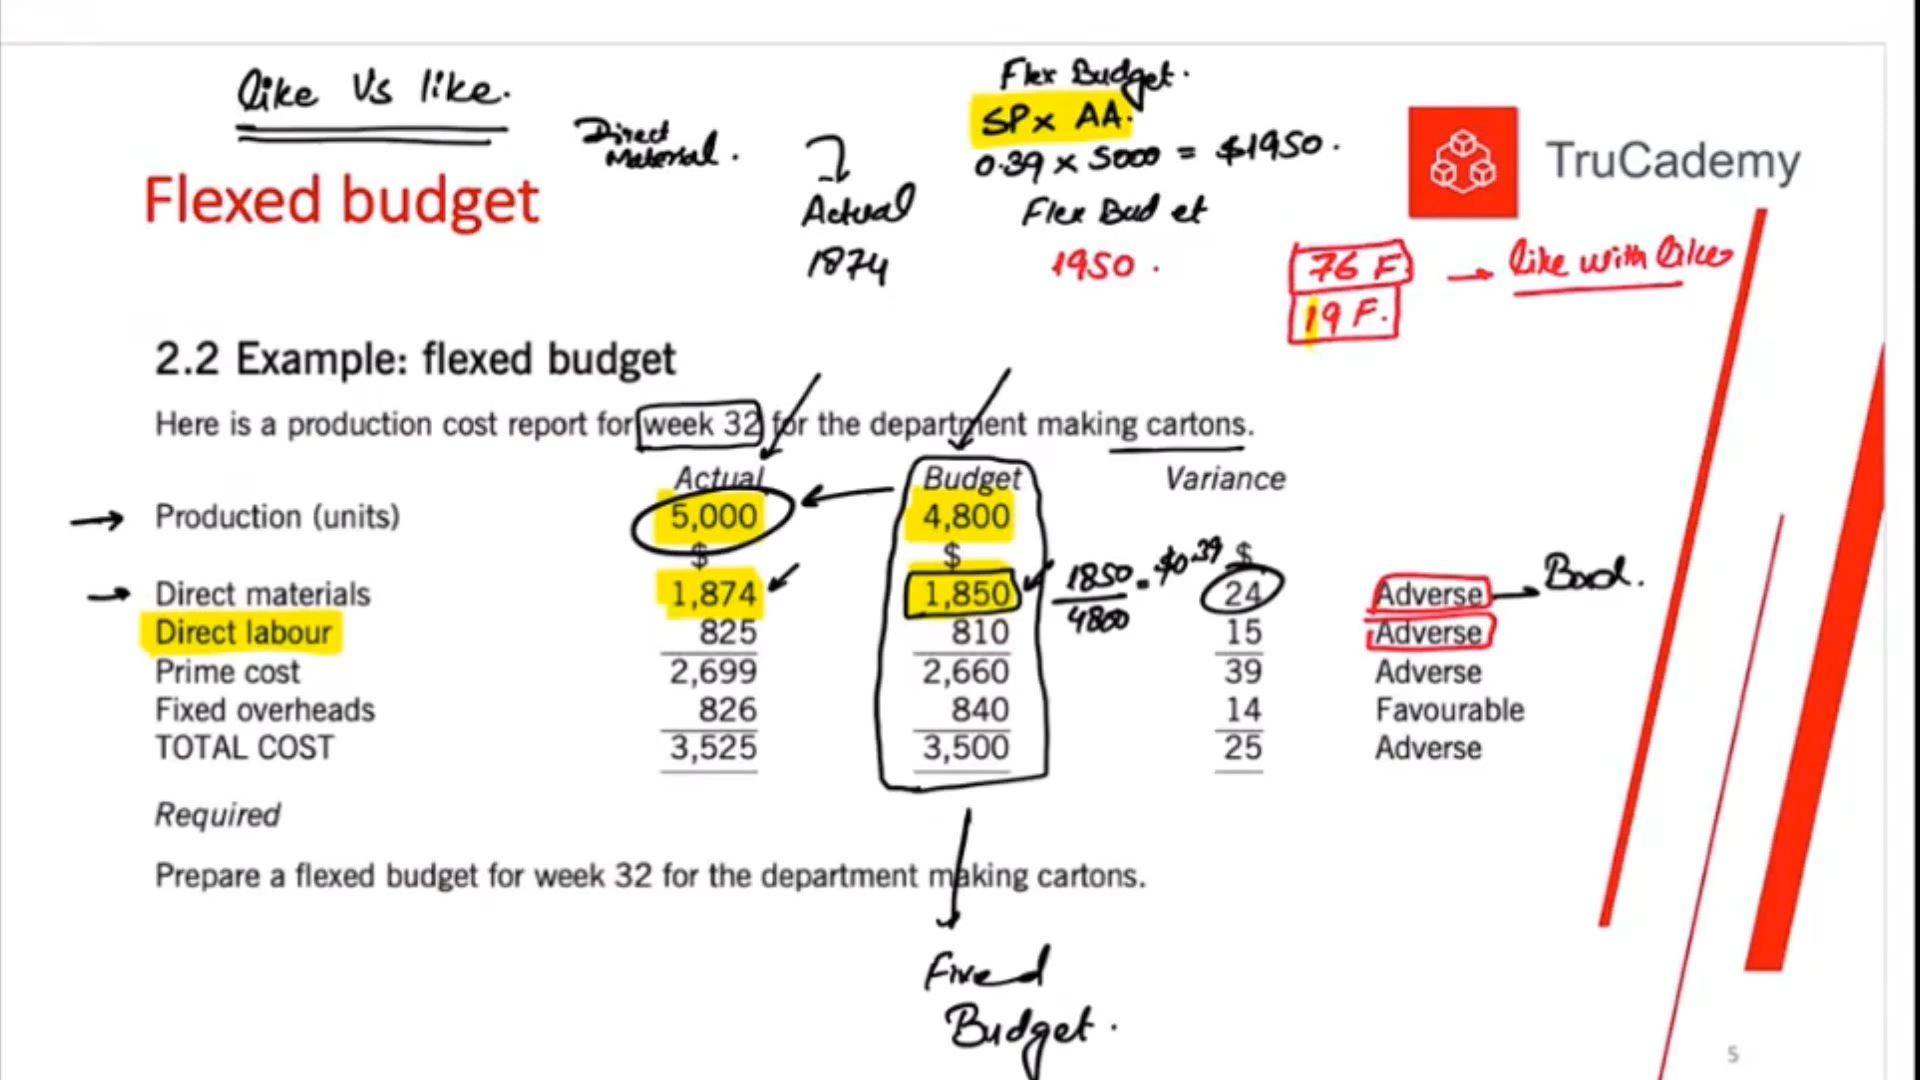 like Vs like.
Flex Budget.
SP x AA.
Direct Material.
0.39 x 5000 = $1950.
TruCademy
Flexed budget
Actual
Flex Bud et
1874
1950.
76 F
like with likes
19 F.
2.2 Example: flexed budget
Here is a production cost report for week 32 for the department making cartons.
Actual Budget Variance
Production (units) 5,000 4,800
$ $ $
1850 / 4800 = $0.39
Direct materials 1,874 1,850 24 Adverse
Bad.
Direct labour 825 810 15 Adverse
Prime cost 2,699 2,660 39 Adverse
Fixed overheads 826 840 14 Favourable
TOTAL COST 3,525 3,500 25 Adverse
Required
Prepare a flexed budget for week 32 for the department making cartons.
Fixed
Budget.
5